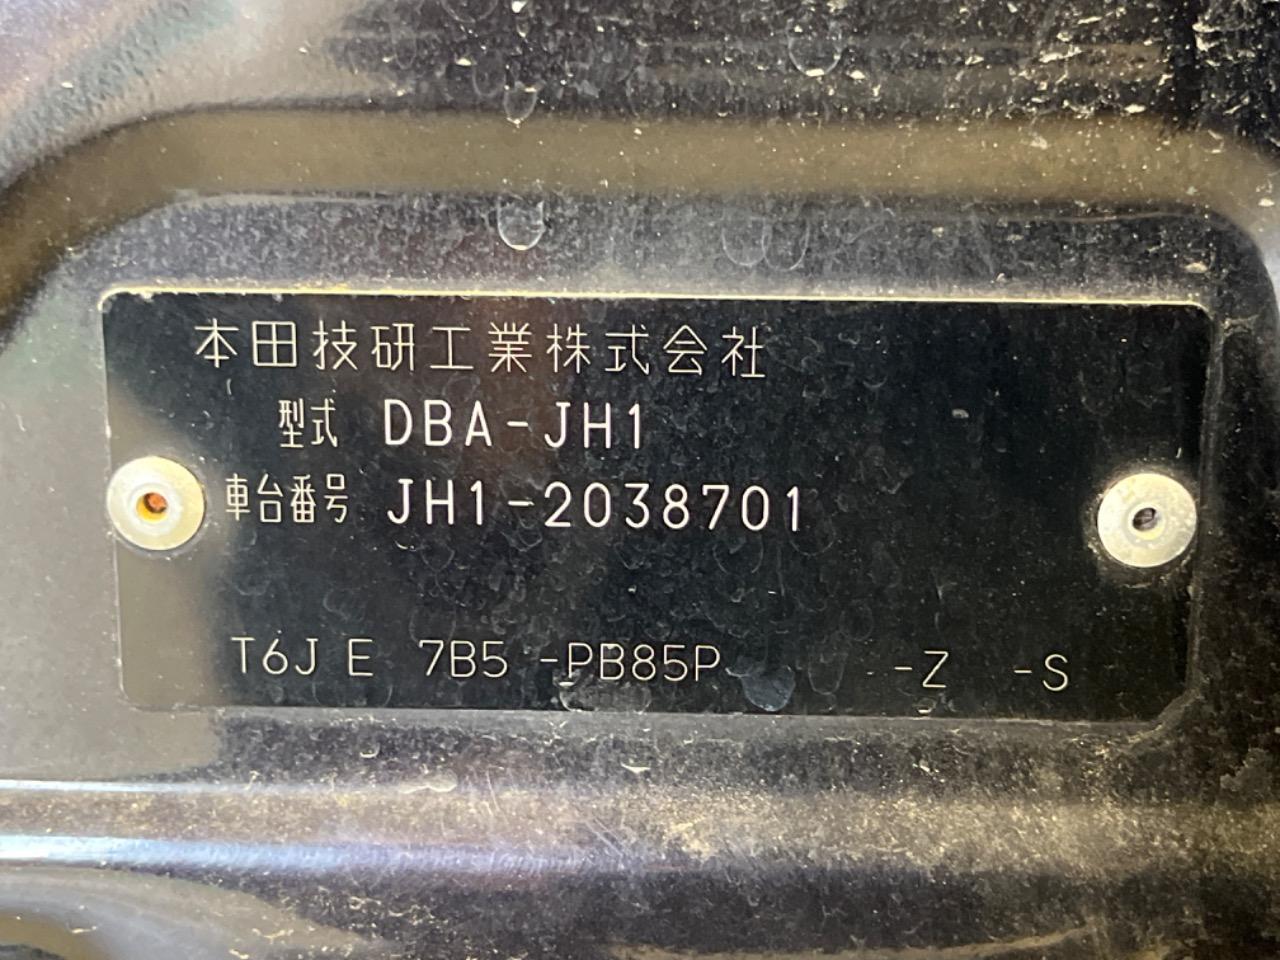 本田技研工業株式会社
型式 DBA-JH1
車台番号 JH1-2038701
T6J E 7B5 -PB85P -Z -S